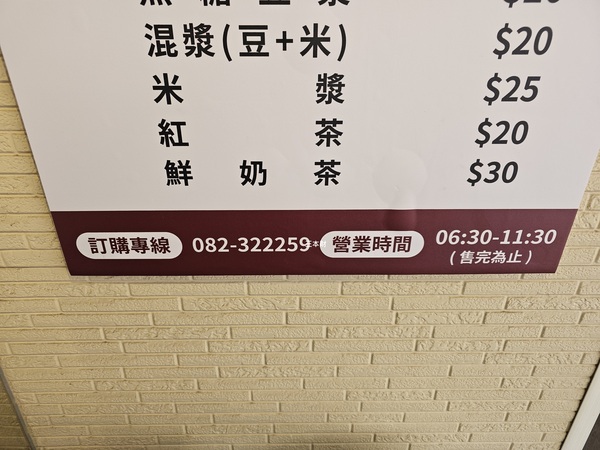 混漿(豆+米) $20
米漿 $25
紅茶 $20
鮮奶茶 $30
訂購專線 082-322259 營業時間 06:30-11:30
(售完為止)